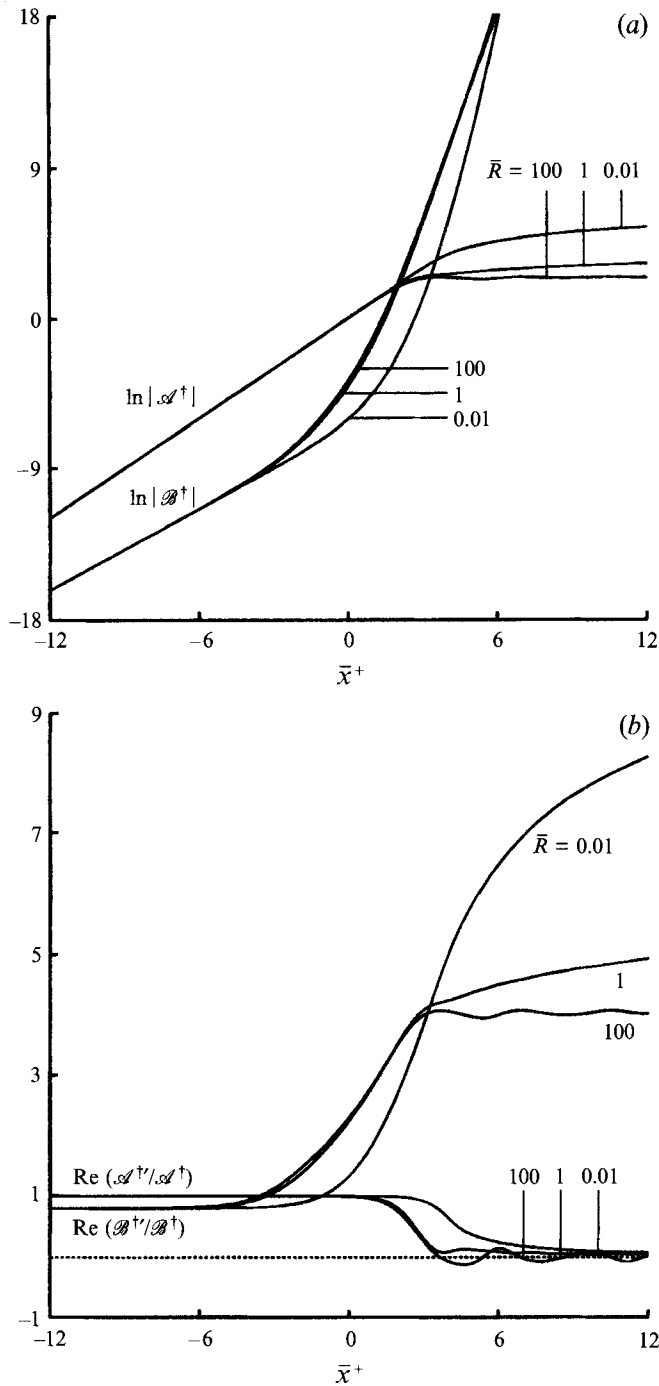 18
(a)
9
R̄ = 100 1 0.01
0
ln|𝒜†|
100
1
0.01
−9
ln|ℬ†|
−18
−12 −6 0 6 12
x̄⁺
9
(b)
7
R̄ = 0.01
5
1
100
3
Re (𝒜†′/𝒜†)
100 1 0.01
1
Re (ℬ†′/ℬ†)
−1
−12 −6 0 6 12
x̄⁺